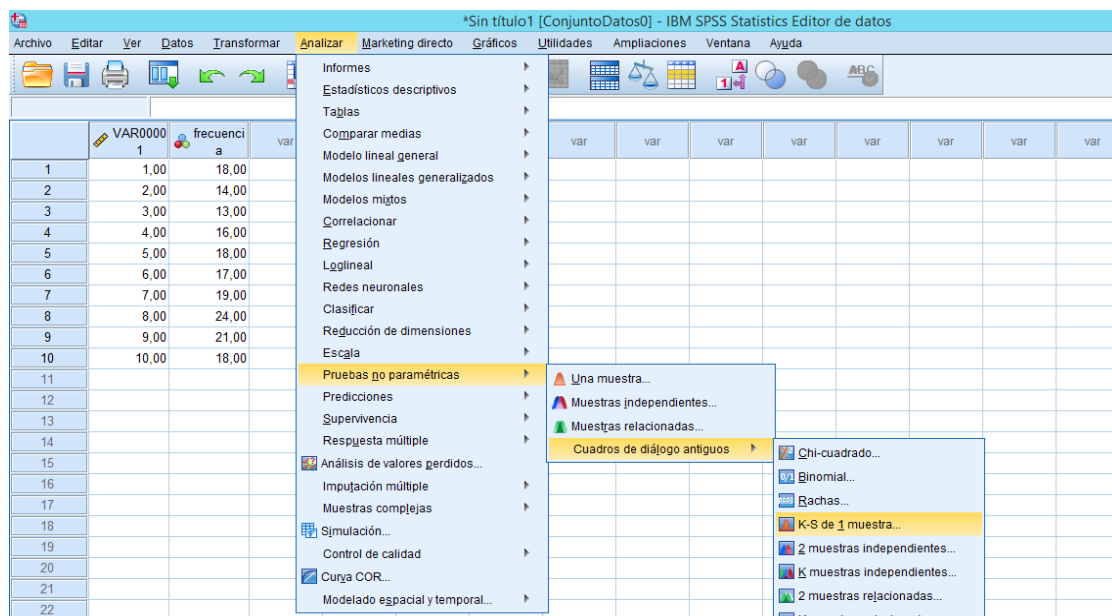 *Sin título1 [ConjuntoDatos0] - IBM SPSS Statistics Editor de datos
Archivo Editar Ver Datos Transformar Analizar Marketing directo Gráficos Utilidades Ampliaciones Ventana Ayuda
VAR00001 frecuencia var var var var var var var var var
1 1,00 18,00
2 2,00 14,00
3 3,00 13,00
4 4,00 16,00
5 5,00 18,00
6 6,00 17,00
7 7,00 19,00
8 8,00 24,00
9 9,00 21,00
10 10,00 18,00
11
12
13
14
15
16
17
18
19
20
21
22
Informes
Estadísticos descriptivos
Tablas
Comparar medias
Modelo lineal general
Modelos lineales generalizados
Modelos mixtos
Correlacionar
Regresión
Loglineal
Redes neuronales
Clasificar
Reducción de dimensiones
Escala
Pruebas no paramétricas
Predicciones
Supervivencia
Respuesta múltiple
Análisis de valores perdidos...
Imputación múltiple
Muestras complejas
Simulación...
Control de calidad
Curva COR...
Modelado espacial y temporal...
Una muestra...
Muestras independientes...
Muestras relacionadas...
Cuadros de diálogo antiguos
Chi-cuadrado...
Binomial...
Rachas...
K-S de 1 muestra...
2 muestras independientes...
K muestras independientes...
2 muestras relacionadas...